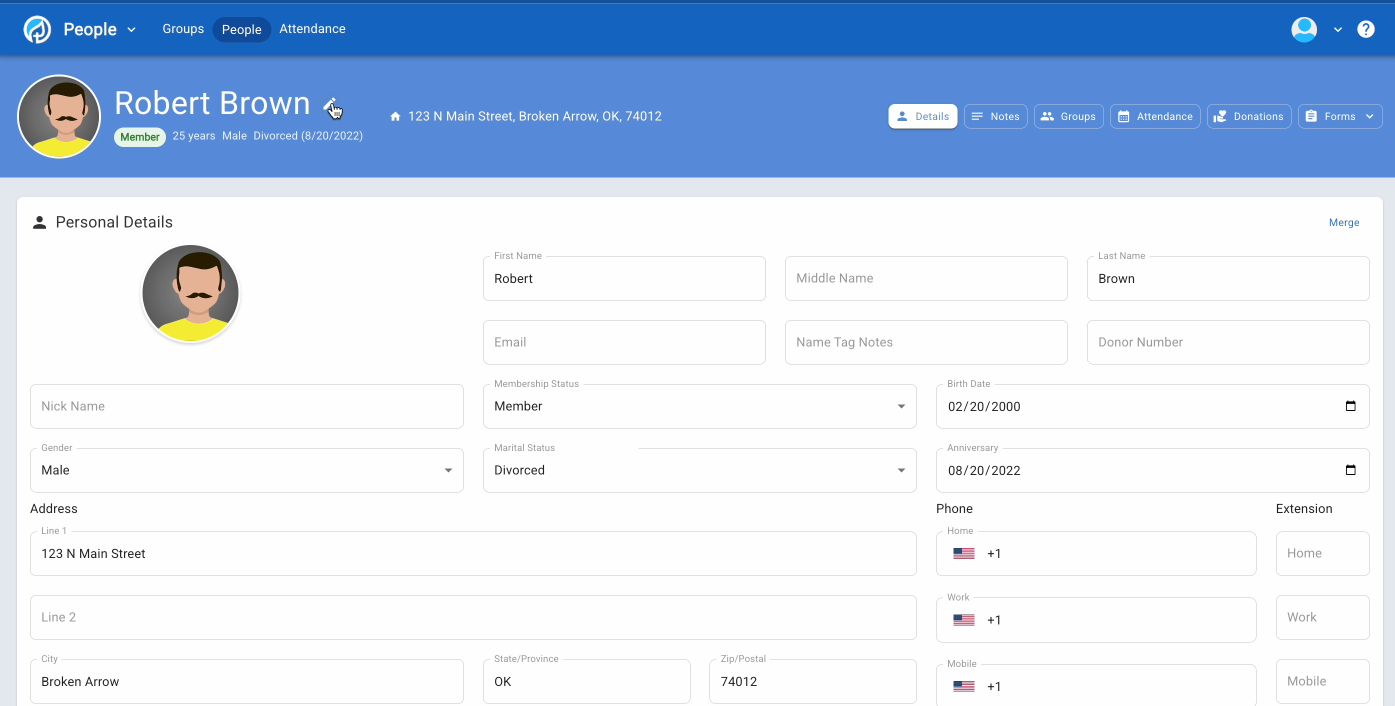 People Groups People Attendance ?
Robert Brown
Member 25 years Male Divorced (8/20/2022)
123 N Main Street, Broken Arrow, OK, 74012
Details Notes Groups Attendance Donations Forms
Personal Details Merge
First Name Last Name
Robert Middle Name Brown
Email Name Tag Notes Donor Number
Membership Status Birth Date
Nick Name Member 02/20/2000
Gender Marital Status Anniversary
Male Divorced 08/20/2022
Address Phone Extension
Line 1 Home
123 N Main Street +1 Home
Work
Line 2 +1 Work
City State/Province Zip/Postal Mobile
Broken Arrow OK 74012 +1 Mobile